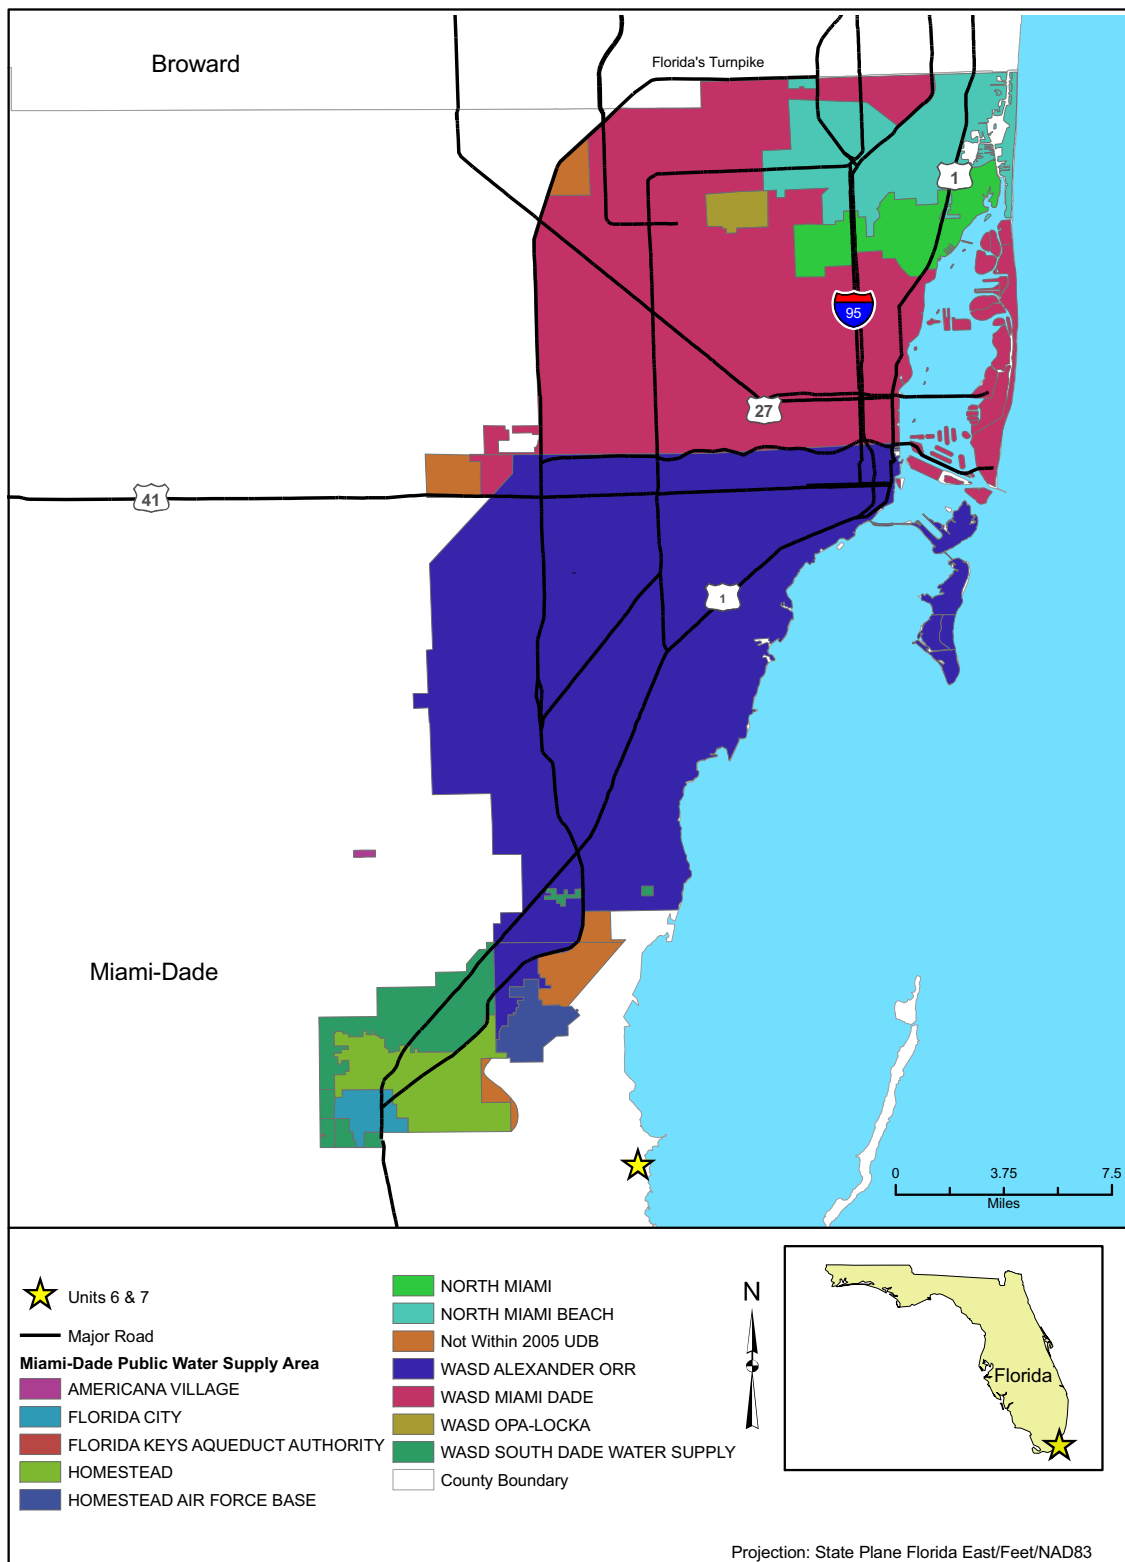 Broward
Florida's Turnpike
1
95
27
41
1
Miami-Dade
0 3.75 7.5
Miles
Units 6 & 7
Major Road
Miami-Dade Public Water Supply Area
AMERICANA VILLAGE
FLORIDA CITY
FLORIDA KEYS AQUEDUCT AUTHORITY
HOMESTEAD
HOMESTEAD AIR FORCE BASE
NORTH MIAMI
NORTH MIAMI BEACH
Not Within 2005 UDB
WASD ALEXANDER ORR
WASD MIAMI DADE
WASD OPA-LOCKA
WASD SOUTH DADE WATER SUPPLY
County Boundary
N
Florida
Projection: State Plane Florida East/Feet/NAD83